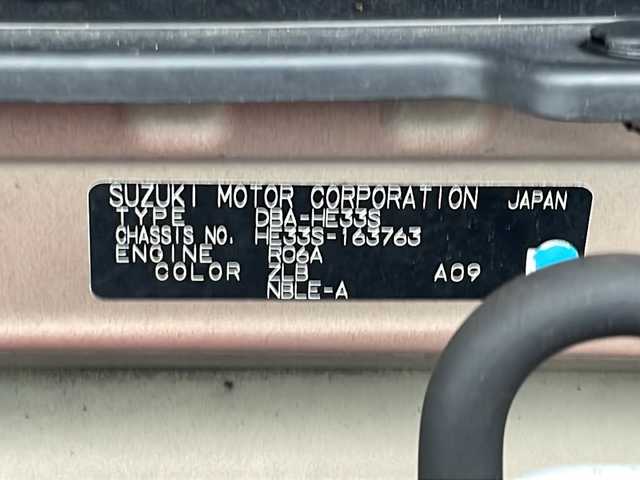 SUZUKI MOTOR CORPORATION JAPAN
TYPE DBA-HE33S
CHASSIS NO. HE33S-163763
ENGINE R06A
COLOR ZLB A09
NBLE-A